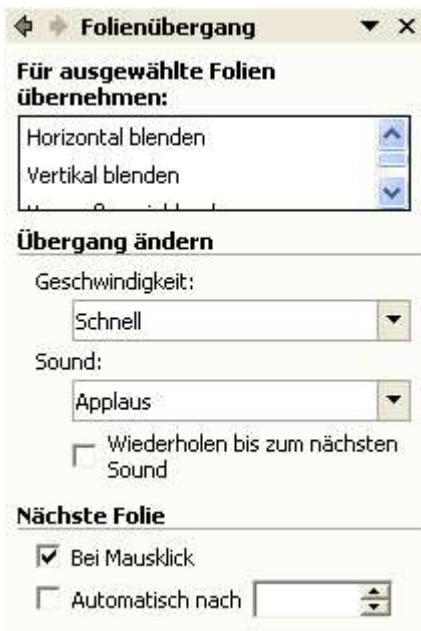 Folienübergang
Für ausgewählte Folien
übernehmen:
Horizontal blenden
Vertikal blenden
Übergang ändern
Geschwindigkeit:
Schnell
Sound:
Applaus
Wiederholen bis zum nächsten
Sound
Nächste Folie
Bei Mausklick
Automatisch nach